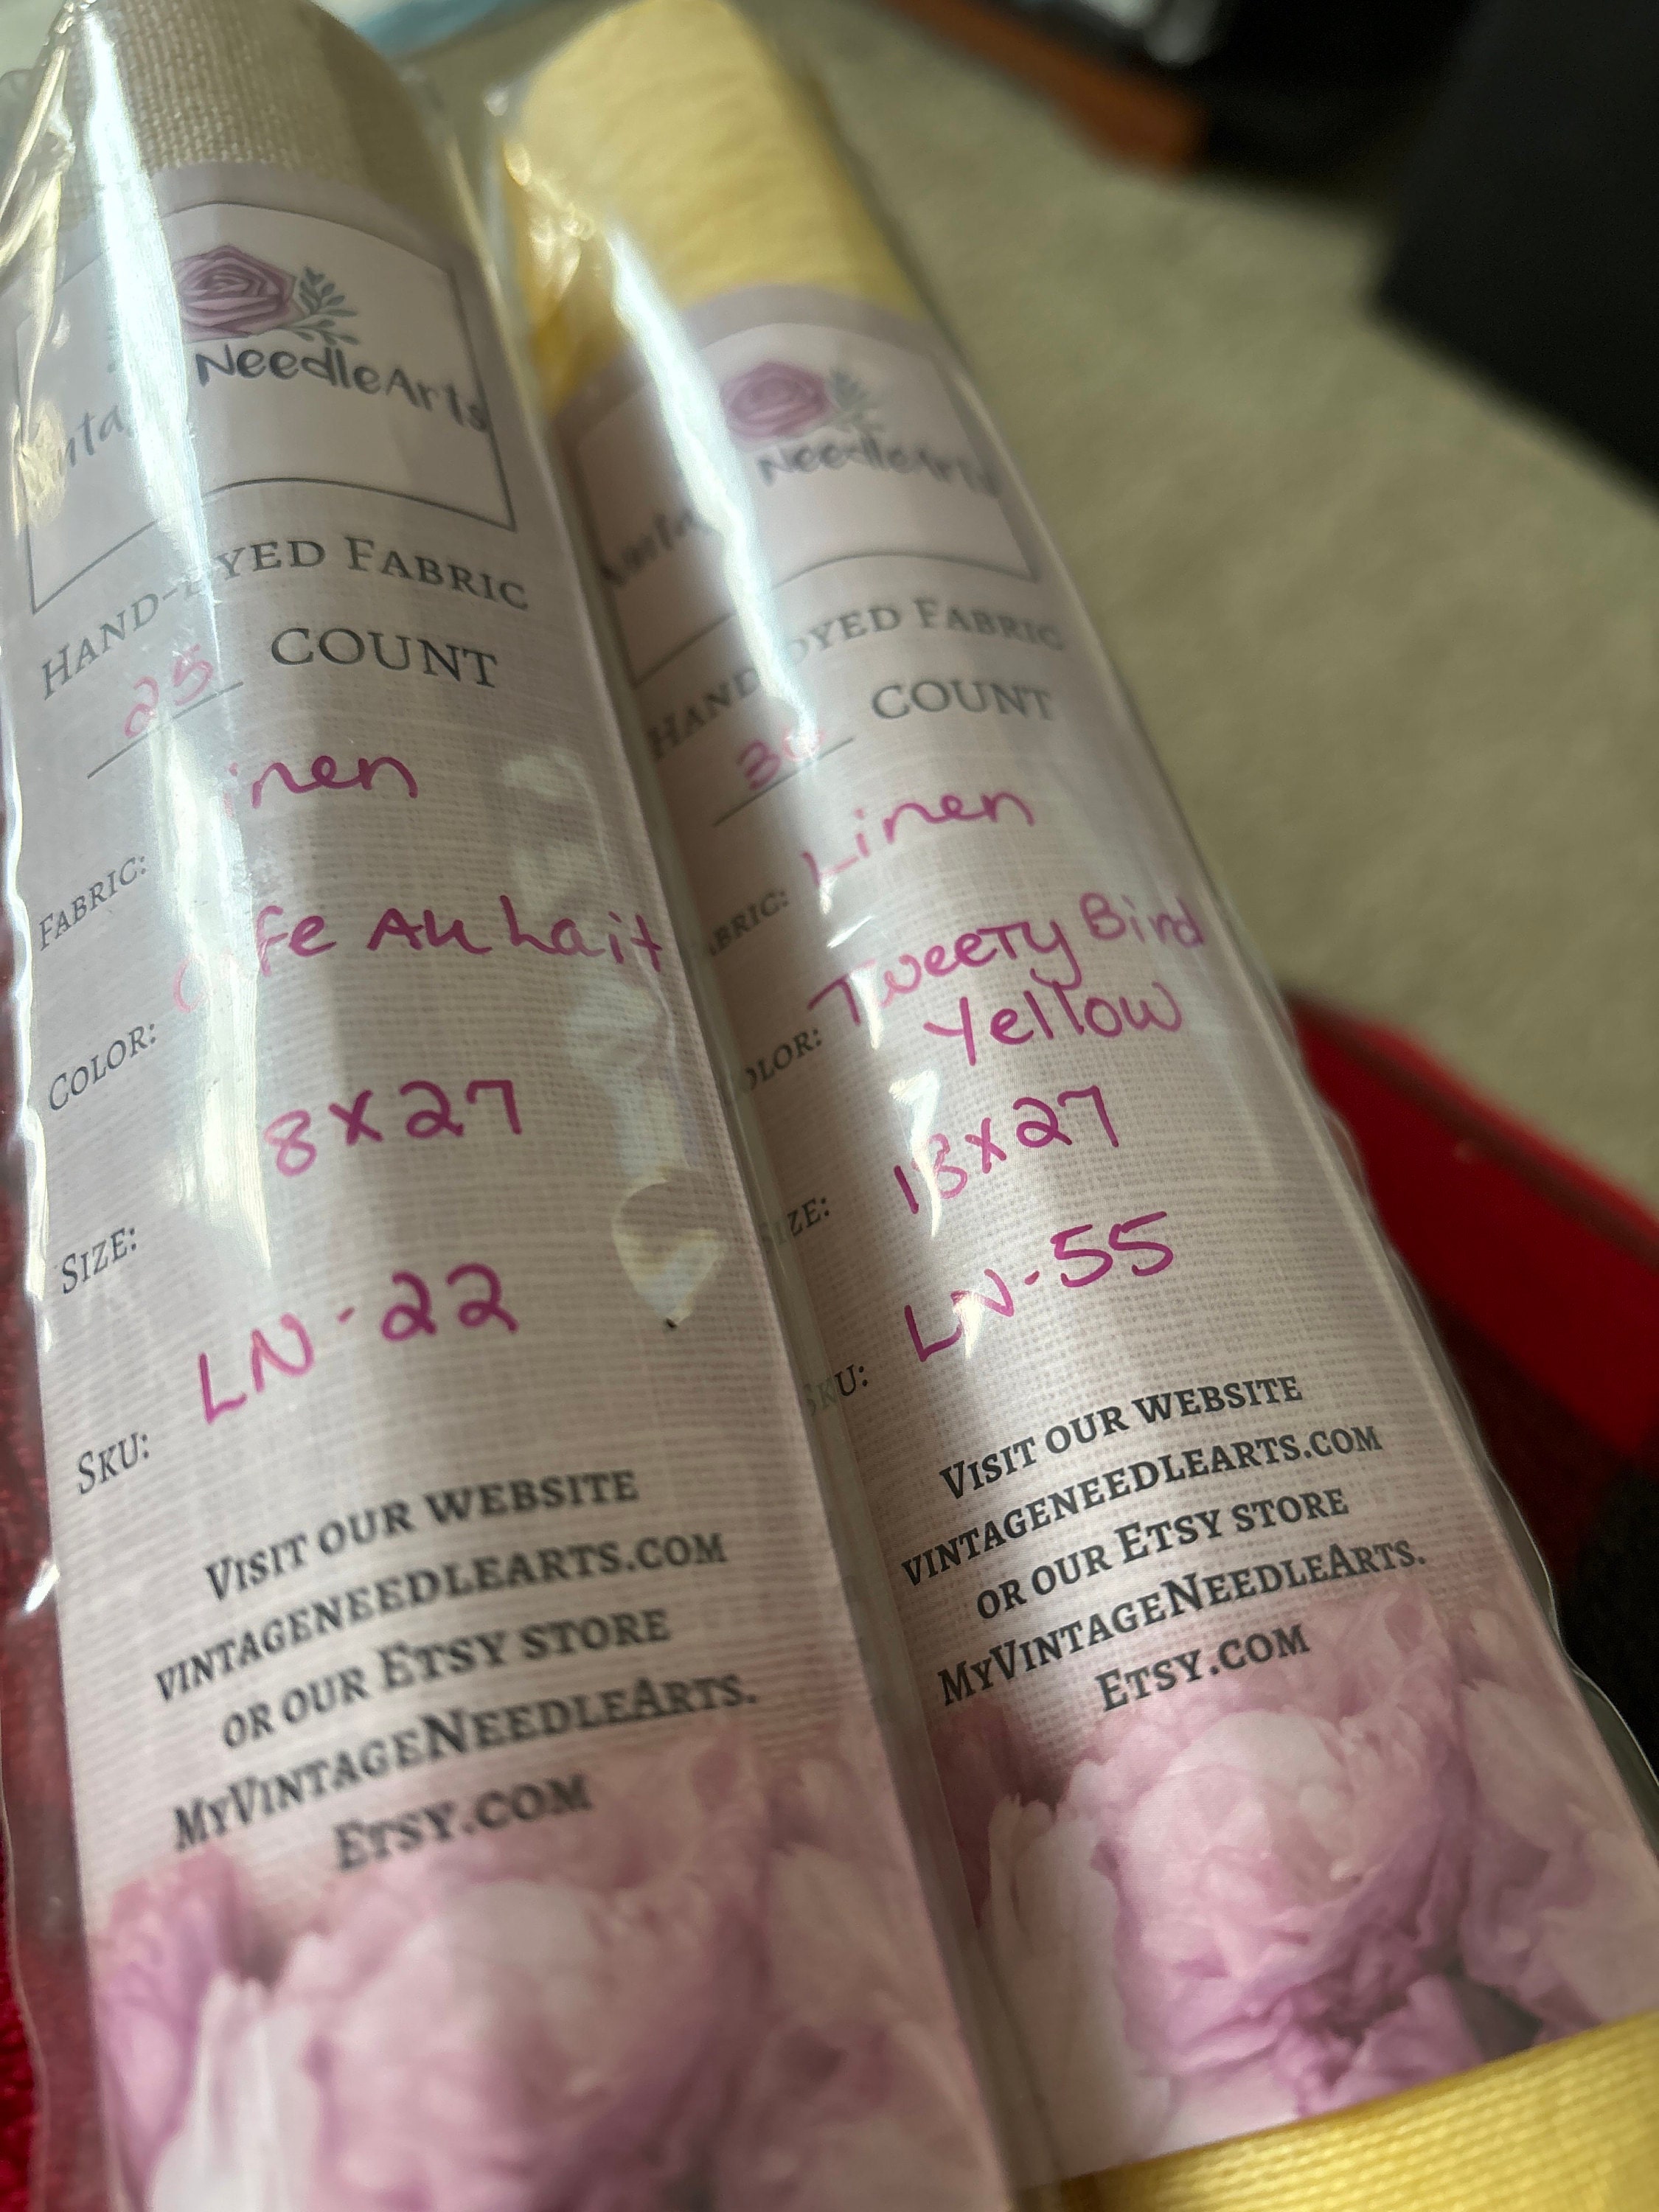 NeedleArts
HAND-DYED FABRIC
25 COUNT
FABRIC: Linen
COLOR: Cafe Au Lait
SIZE: 8x27
SKU: LN-22
VISIT OUR WEBSITE
VINTAGENEEDLEARTS.COM
OR OUR ETSY STORE
MYVINTAGENEEDLEARTS.
ETSY.COM
NeedleArts
HAND-DYED FABRIC
COUNT
FABRIC: Linen
COLOR: Tweety Bird
Yellow
SIZE: 18x27
SKU: LN-55
VISIT OUR WEBSITE
VINTAGENEEDLEARTS.COM
OR OUR ETSY STORE
MYVINTAGENEEDLEARTS.
ETSY.COM